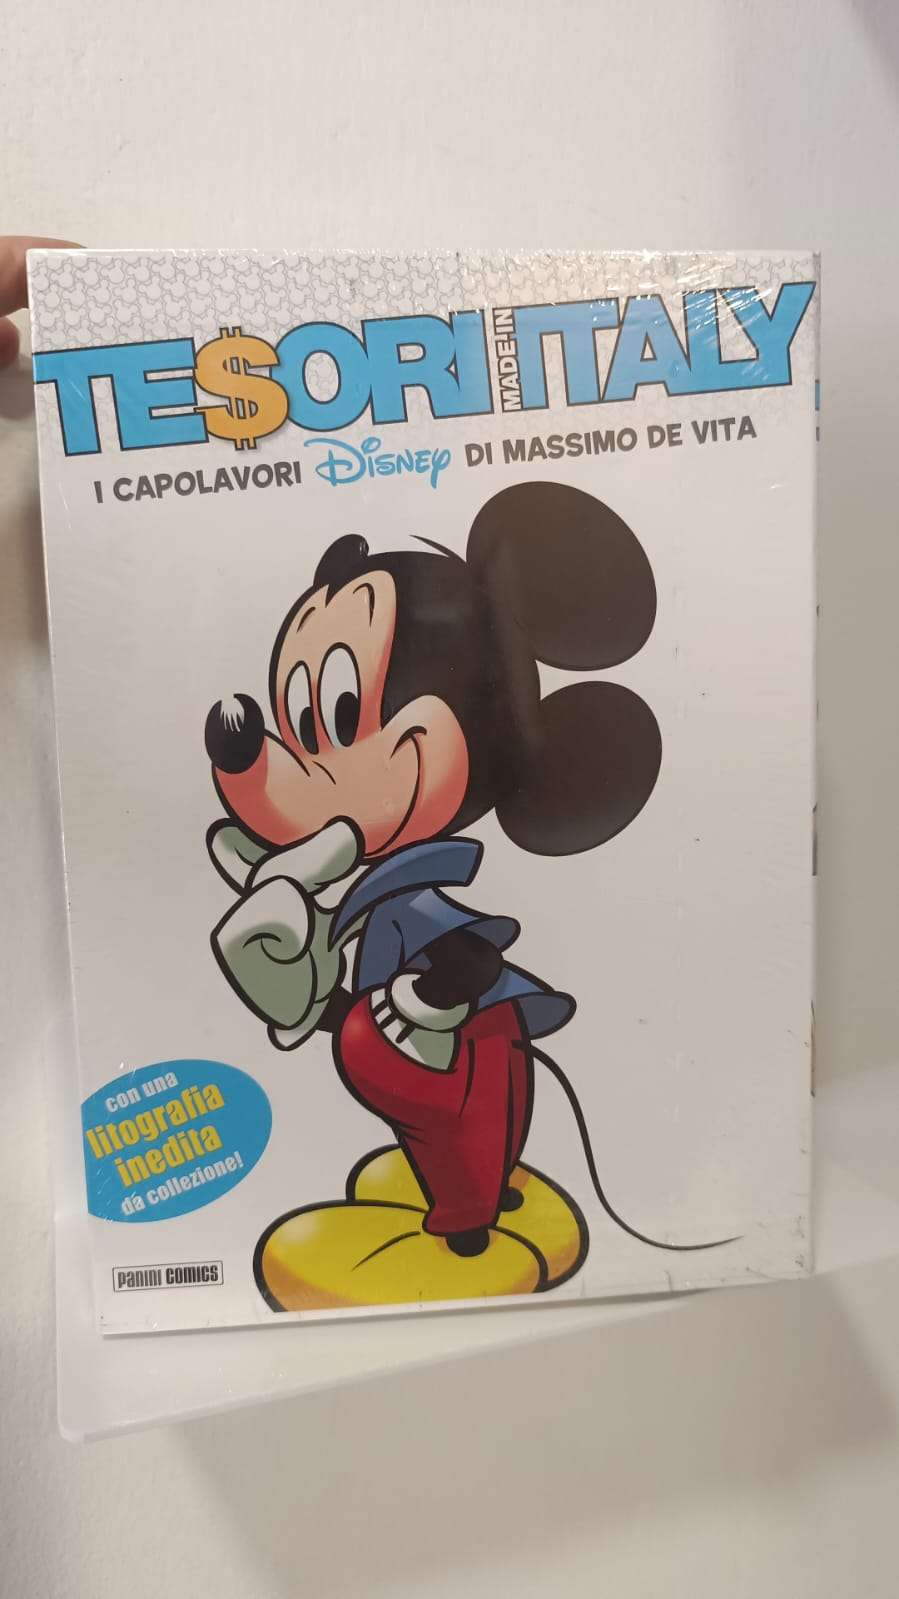 TE$ORI MADE IN ITALY
I CAPOLAVORI Disney DI MASSIMO DE VITA
con una
litografia
inedita
da collezione!
PANINI COMICS